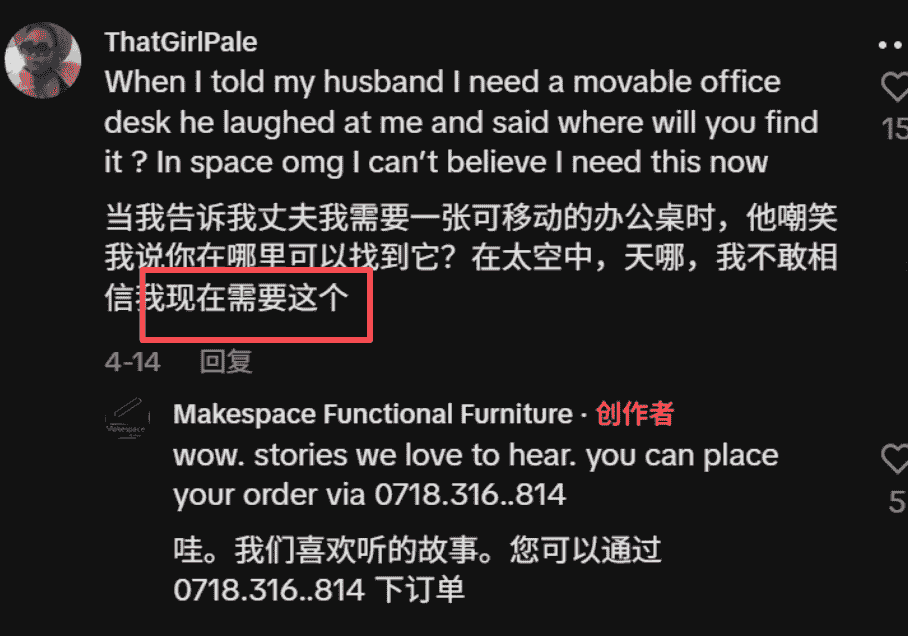 ThatGirlPale
When I told my husband I need a movable office
desk he laughed at me and said where will you find
it ? In space omg I can't believe I need this now
15
当我告诉我丈夫我需要一张可移动的办公桌时，他嘲笑
我说你在哪里可以找到它？在太空中，天哪，我不敢相
信我现在需要这个
4-14 回复
Makespace
Makespace Functional Furniture · 创作者
wow. stories we love to hear. you can place
your order via 0718.316..814
5
哇。我们喜欢听的故事。您可以通过
0718.316..814 下订单